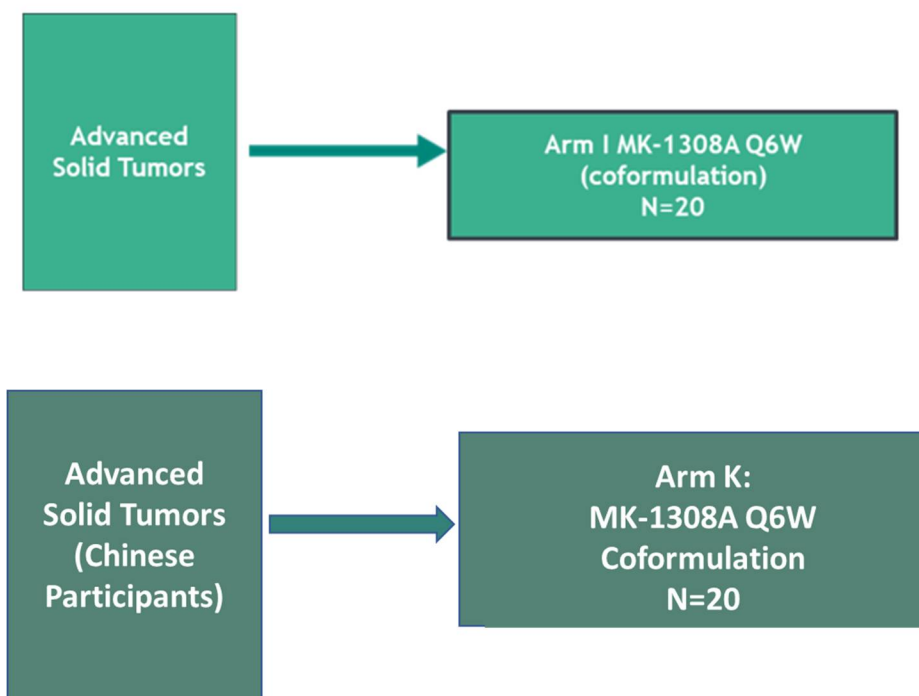 Advanced
Solid Tumors
Arm I MK-1308A Q6W
(coformulation)
N=20
Advanced
Solid Tumors
(Chinese
Participants)
Arm K:
MK-1308A Q6W
Coformulation
N=20